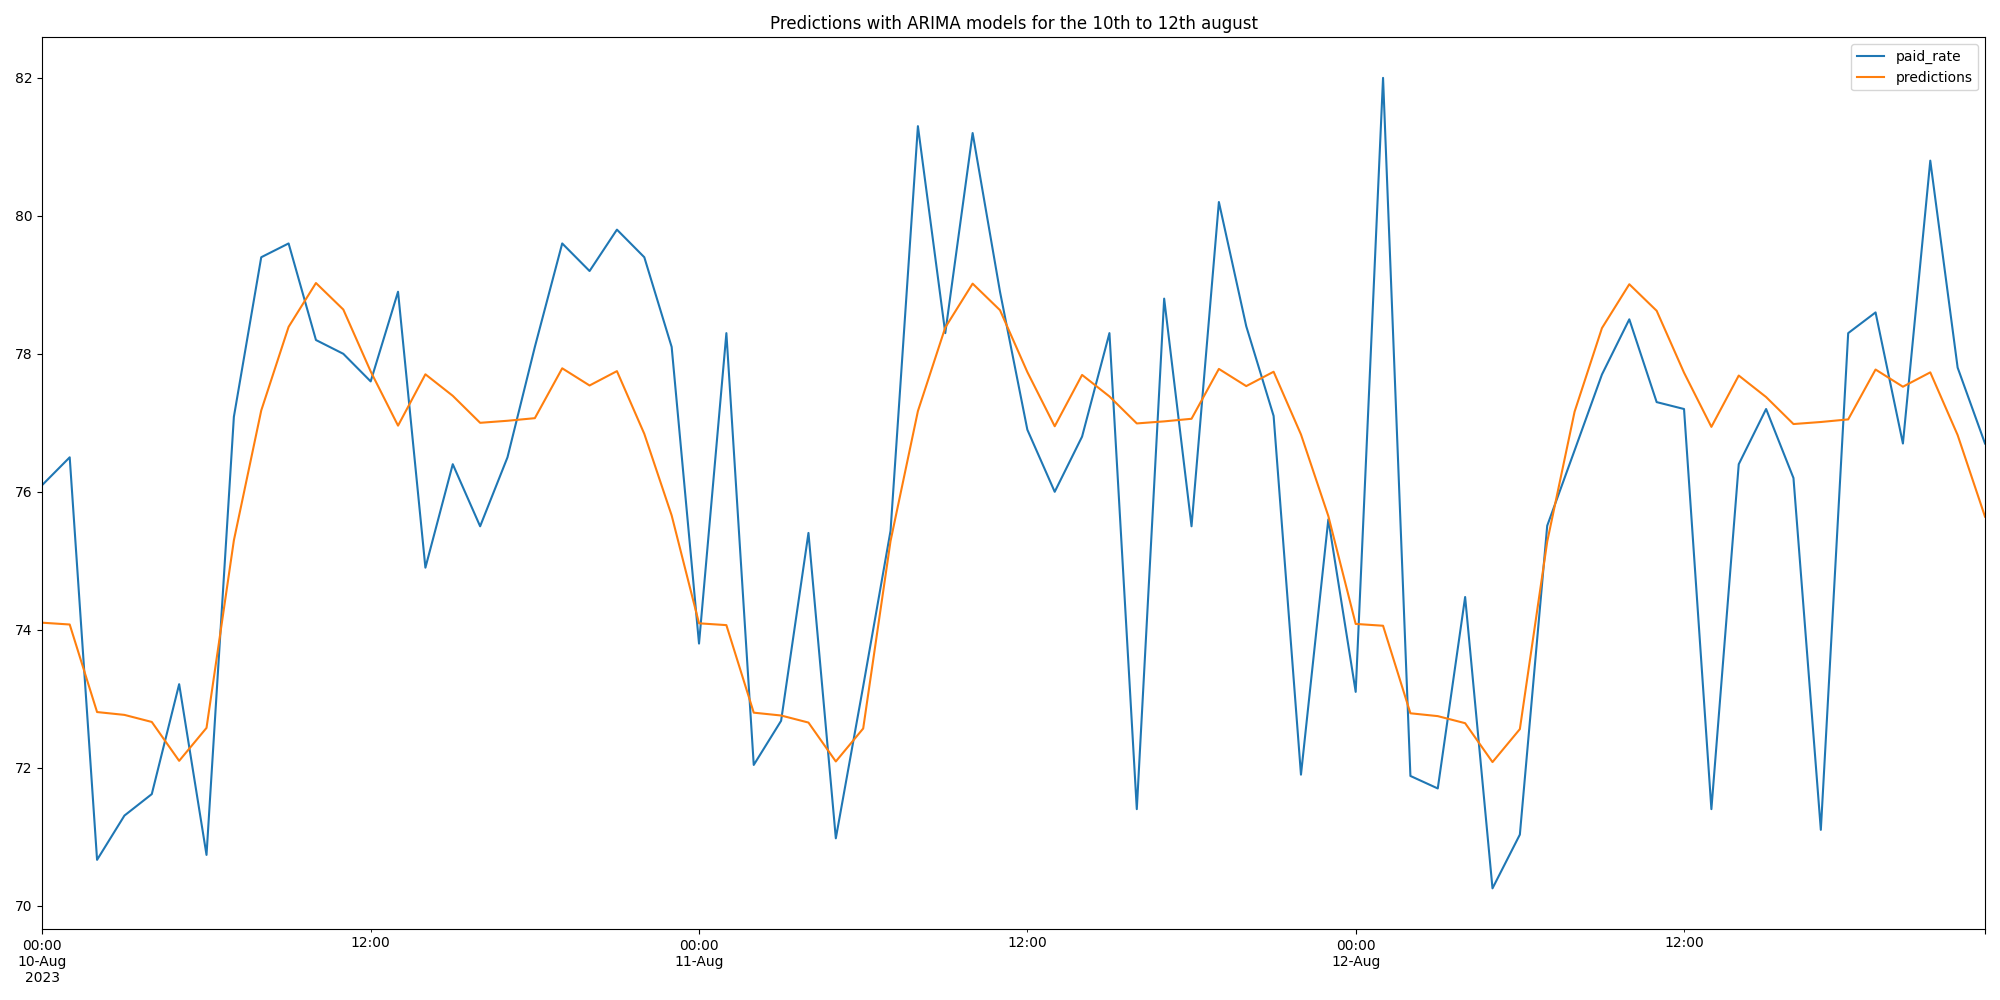 Predictions with ARIMA models for the 10th to 12th august
paid_rate
predictions
82
80
78
76
74
72
70
00:00
10-Aug
2023
12:00
00:00
11-Aug
12:00
00:00
12-Aug
12:00